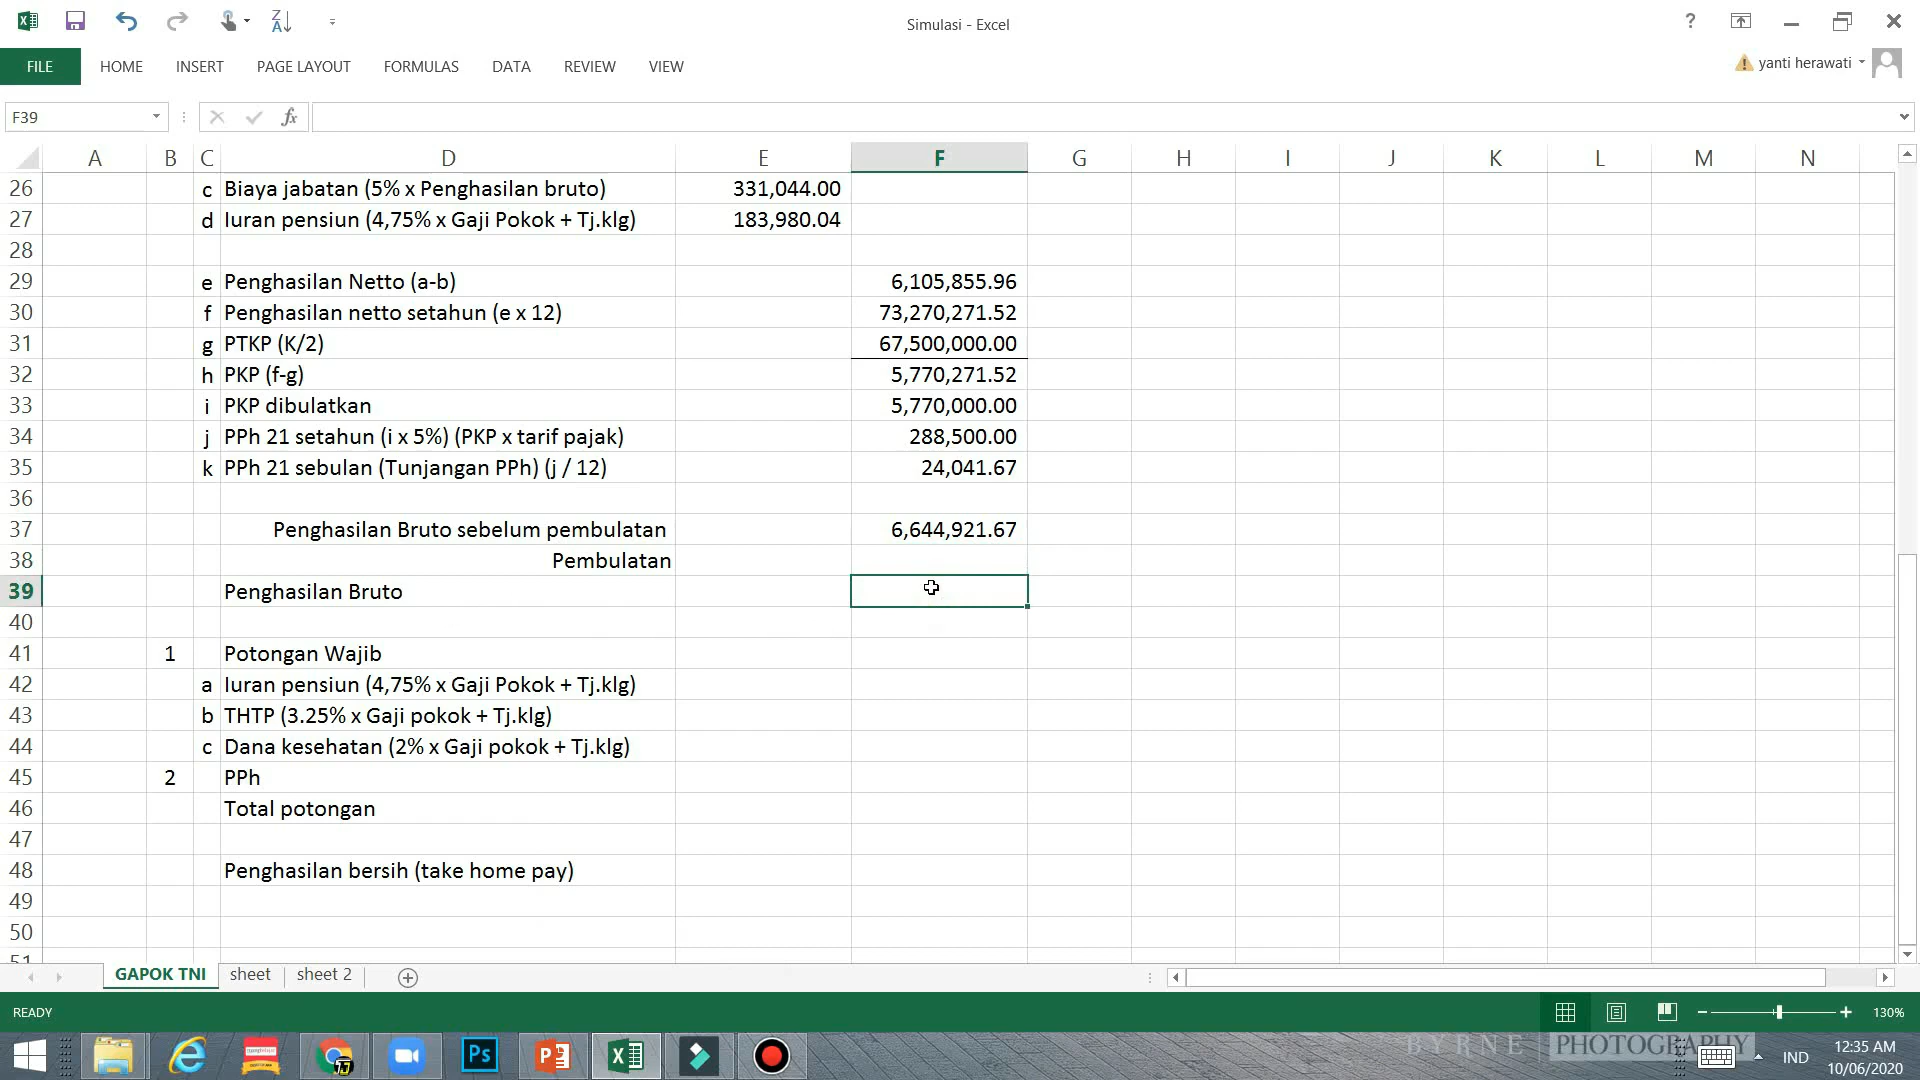 Simulasi - Excel
?
FILE HOME INSERT PAGE LAYOUT FORMULAS DATA REVIEW VIEW
yanti herawati
F39
fx
A B C D E F G H I J K L M N
26 c Biaya jabatan (5% x Penghasilan bruto) 331,044.00
27 d Iuran pensiun (4,75% x Gaji Pokok + Tj.klg) 183,980.04
28
29 e Penghasilan Netto (a-b) 6,105,855.96
30 f Penghasilan netto setahun (e x 12) 73,270,271.52
31 g PTKP (K/2) 67,500,000.00
32 h PKP (f-g) 5,770,271.52
33 i PKP dibulatkan 5,770,000.00
34 j PPh 21 setahun (i x 5%) (PKP x tarif pajak) 288,500.00
35 k PPh 21 sebulan (Tunjangan PPh) (j / 12) 24,041.67
36
37 Penghasilan Bruto sebelum pembulatan 6,644,921.67
38 Pembulatan
39 Penghasilan Bruto
40
41 1 Potongan Wajib
42 a Iuran pensiun (4,75% x Gaji Pokok + Tj.klg)
43 b THTP (3.25% x Gaji pokok + Tj.klg)
44 c Dana kesehatan (2% x Gaji pokok + Tj.klg)
45 2 PPh
46 Total potongan
47
48 Penghasilan bersih (take home pay)
49
50
51
GAPOK TNI sheet sheet 2
READY
130%
Ps
BYRNE PHOTOGRAPHY
IND
12:35 AM
10/06/2020